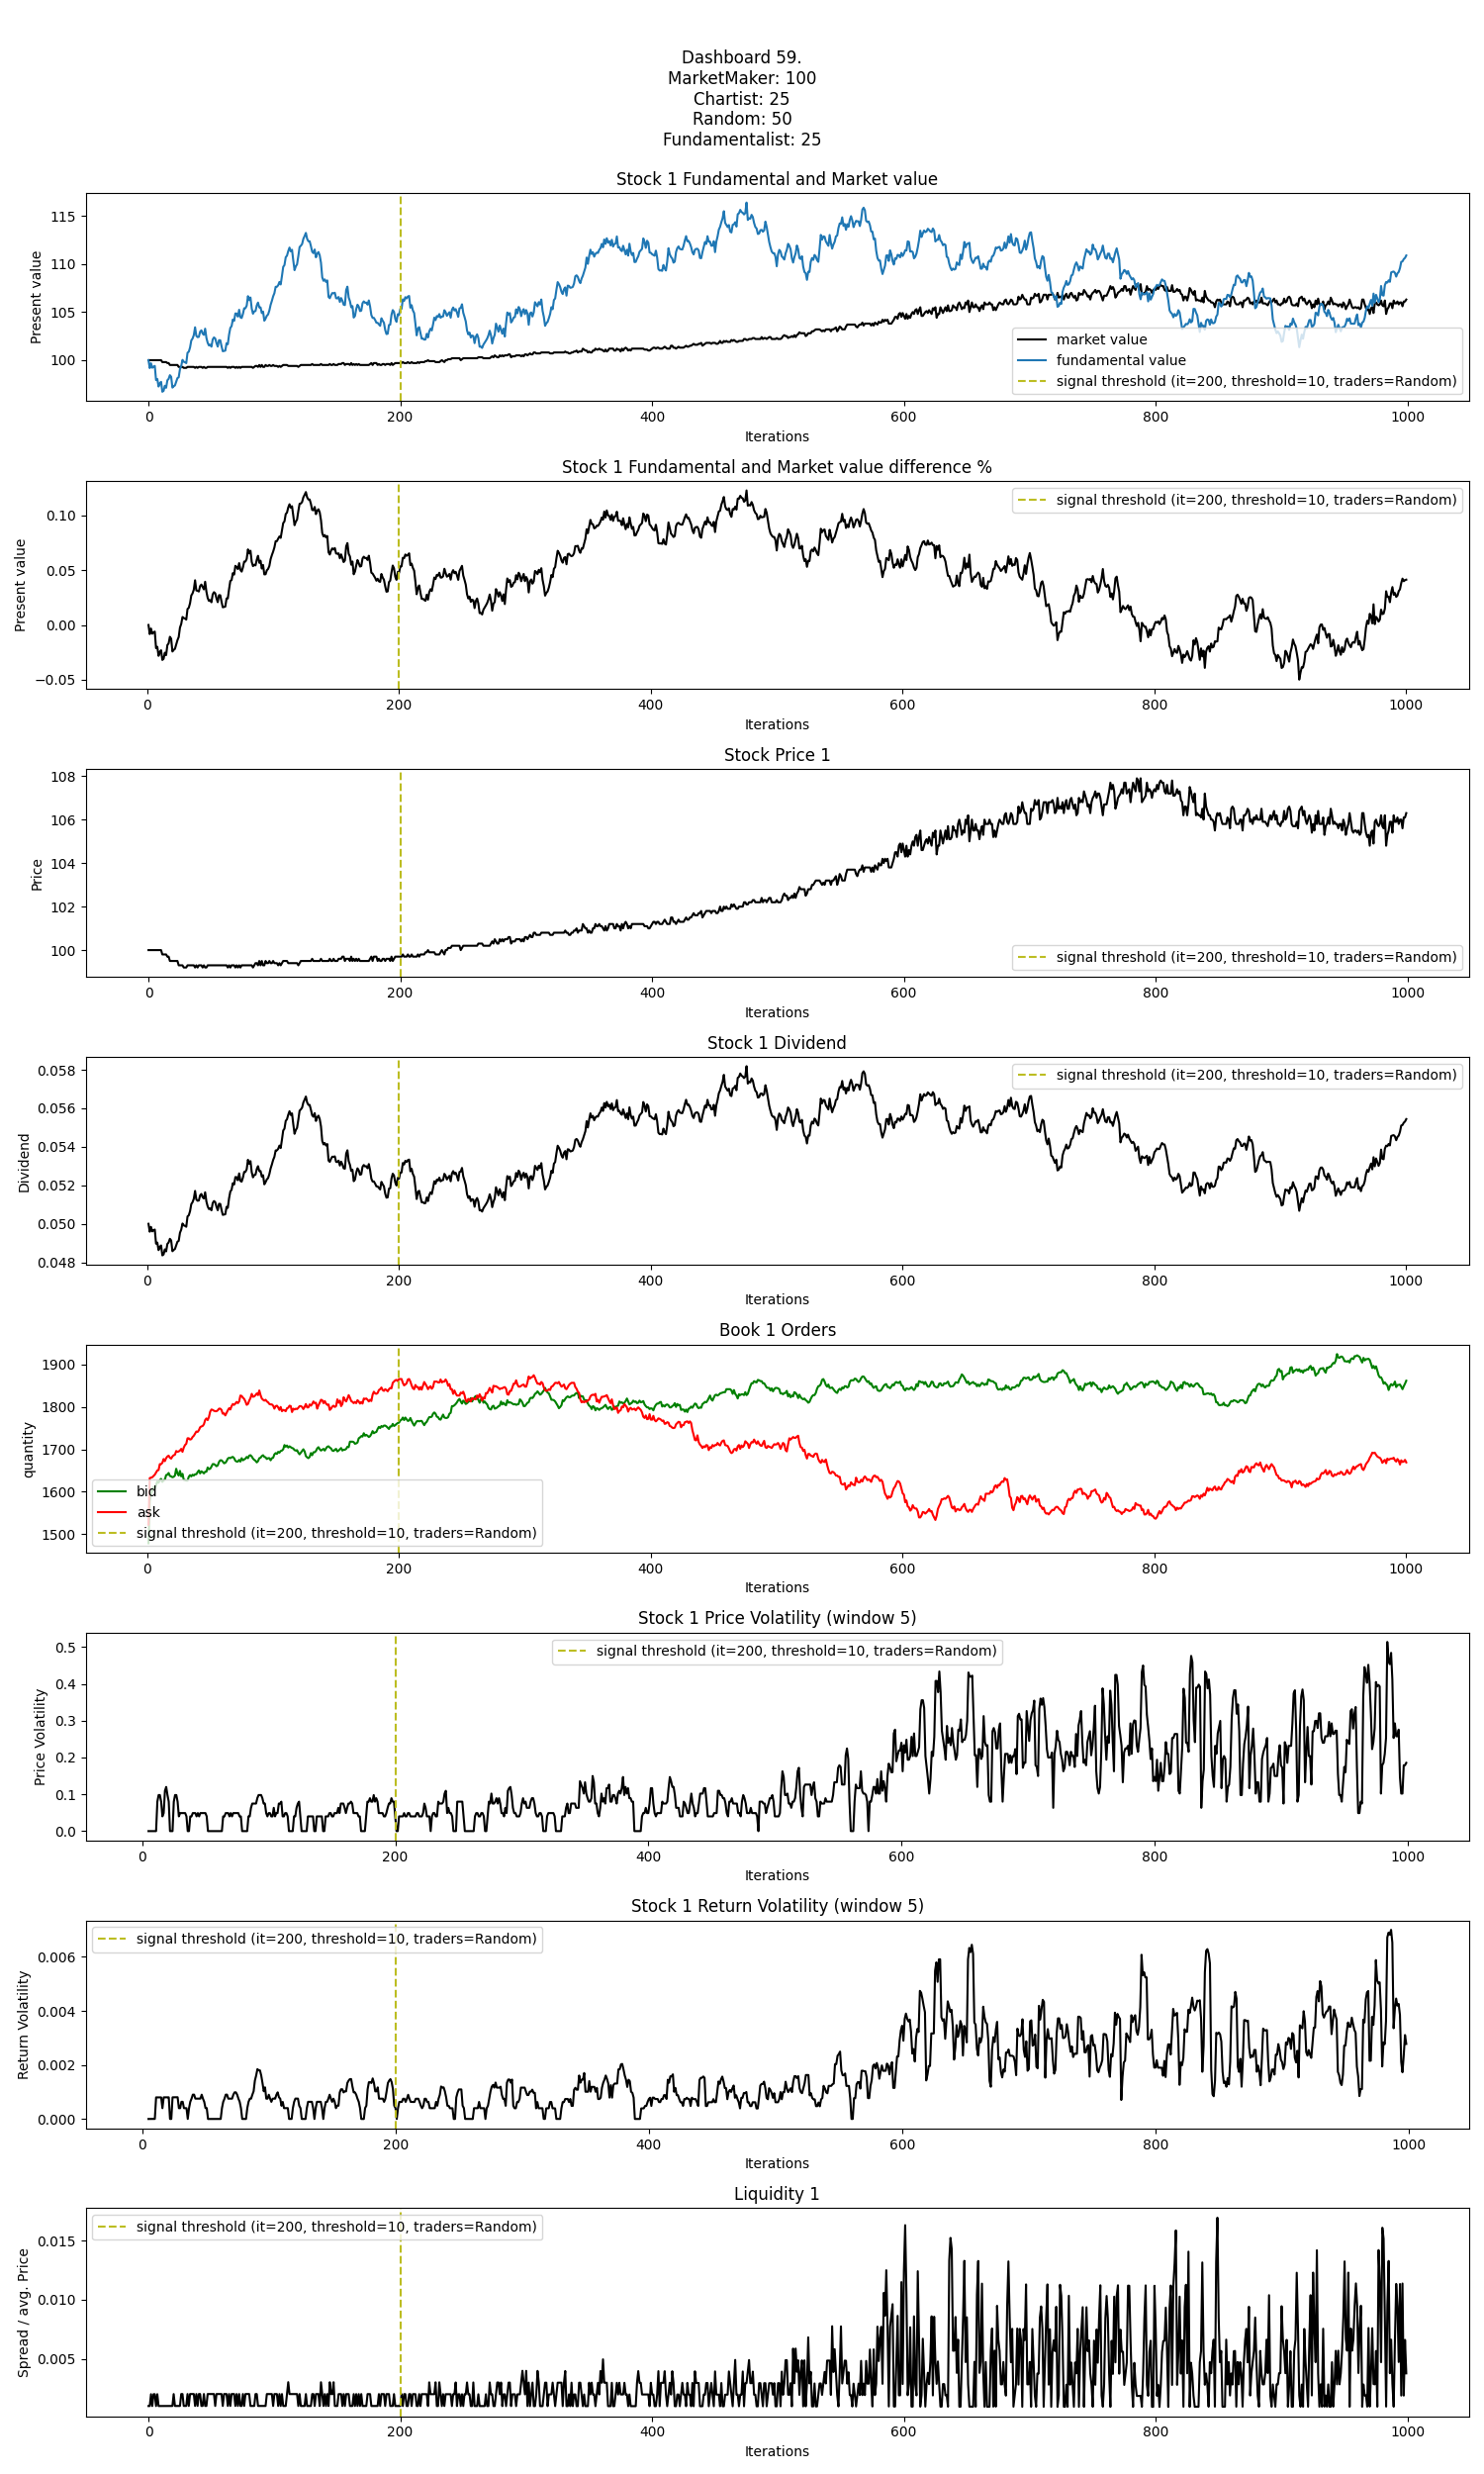 Dashboard 59.
MarketMaker: 100
Chartist: 25
Random: 50
Fundamentalist: 25
Stock 1 Fundamental and Market value
Present value
115
110
105
100
market value
fundamental value
signal threshold (it=200, threshold=10, traders=Random)
0 200 400 600 800 1000
Iterations
Stock 1 Fundamental and Market value difference %
Present value
0.10
0.05
0.00
−0.05
signal threshold (it=200, threshold=10, traders=Random)
0 200 400 600 800 1000
Iterations
Stock Price 1
Price
108
106
104
102
100
signal threshold (it=200, threshold=10, traders=Random)
0 200 400 600 800 1000
Iterations
Stock 1 Dividend
Dividend
0.058
0.056
0.054
0.052
0.050
0.048
signal threshold (it=200, threshold=10, traders=Random)
0 200 400 600 800 1000
Iterations
Book 1 Orders
quantity
1900
1800
1700
1600
1500
bid
ask
signal threshold (it=200, threshold=10, traders=Random)
0 200 400 600 800 1000
Iterations
Stock 1 Price Volatility (window 5)
Price Volatility
0.5
0.4
0.3
0.2
0.1
0.0
signal threshold (it=200, threshold=10, traders=Random)
0 200 400 600 800 1000
Iterations
Stock 1 Return Volatility (window 5)
Return Volatility
0.006
0.004
0.002
0.000
signal threshold (it=200, threshold=10, traders=Random)
0 200 400 600 800 1000
Iterations
Liquidity 1
Spread / avg. Price
0.015
0.010
0.005
signal threshold (it=200, threshold=10, traders=Random)
0 200 400 600 800 1000
Iterations